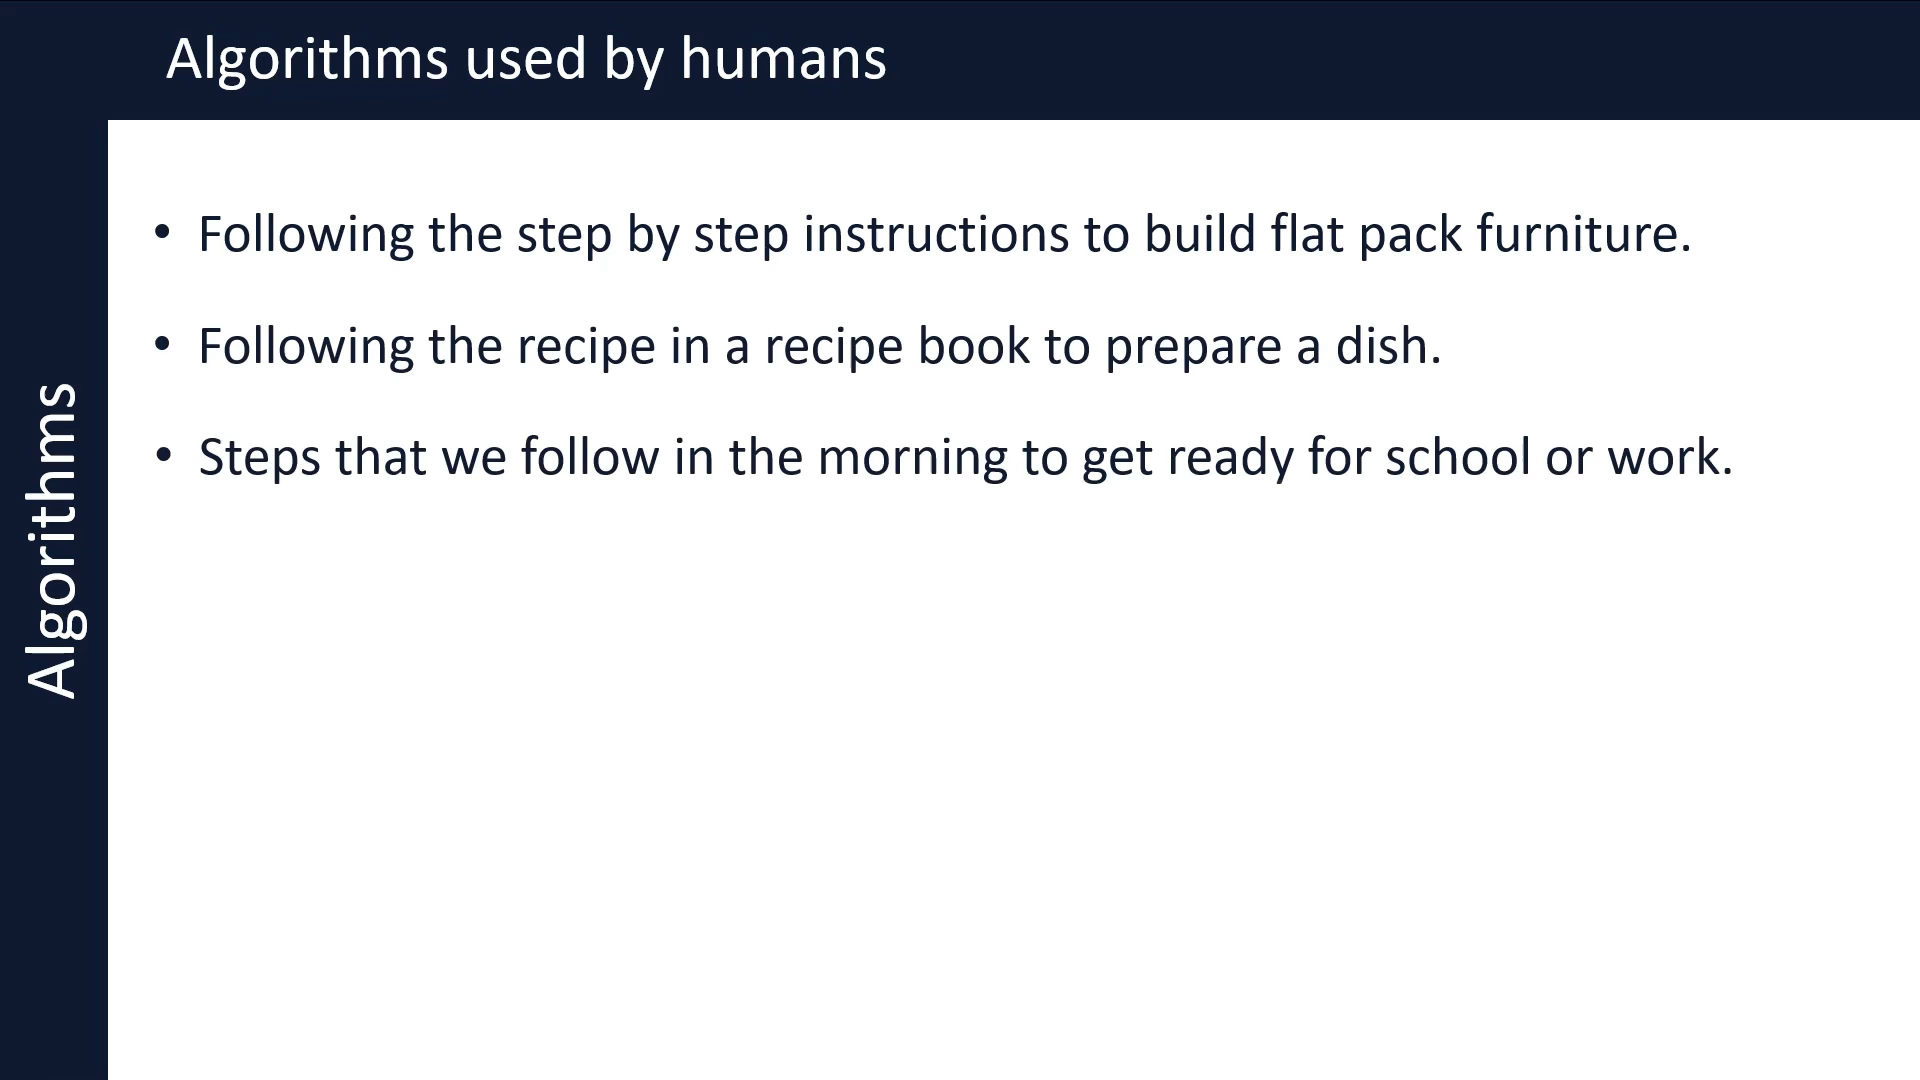 Algorithms used by humans
• Following the step by step instructions to build flat pack furniture.
• Following the recipe in a recipe book to prepare a dish.
• Steps that we follow in the morning to get ready for school or work.
Algorithms